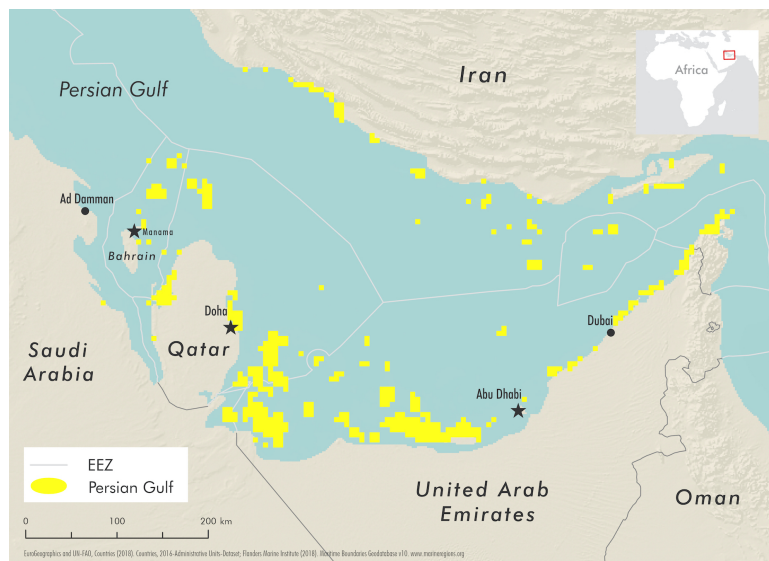 Iran
Africa
Persian Gulf
Ad Damman
Manama
Bahrain
Doha
Dubai
Saudi
Arabia
Qatar
Abu Dhabi
EEZ
Persian Gulf
United Arab
Emirates
Oman
0 100 200 km
EuroGeographics and UN-FAO, Countries (2018). Countries, 2016-Administrative Units-Dataset; Flanders Marine Institute (2018). Maritime Boundaries Geodatabase v10. www.marineregions.org